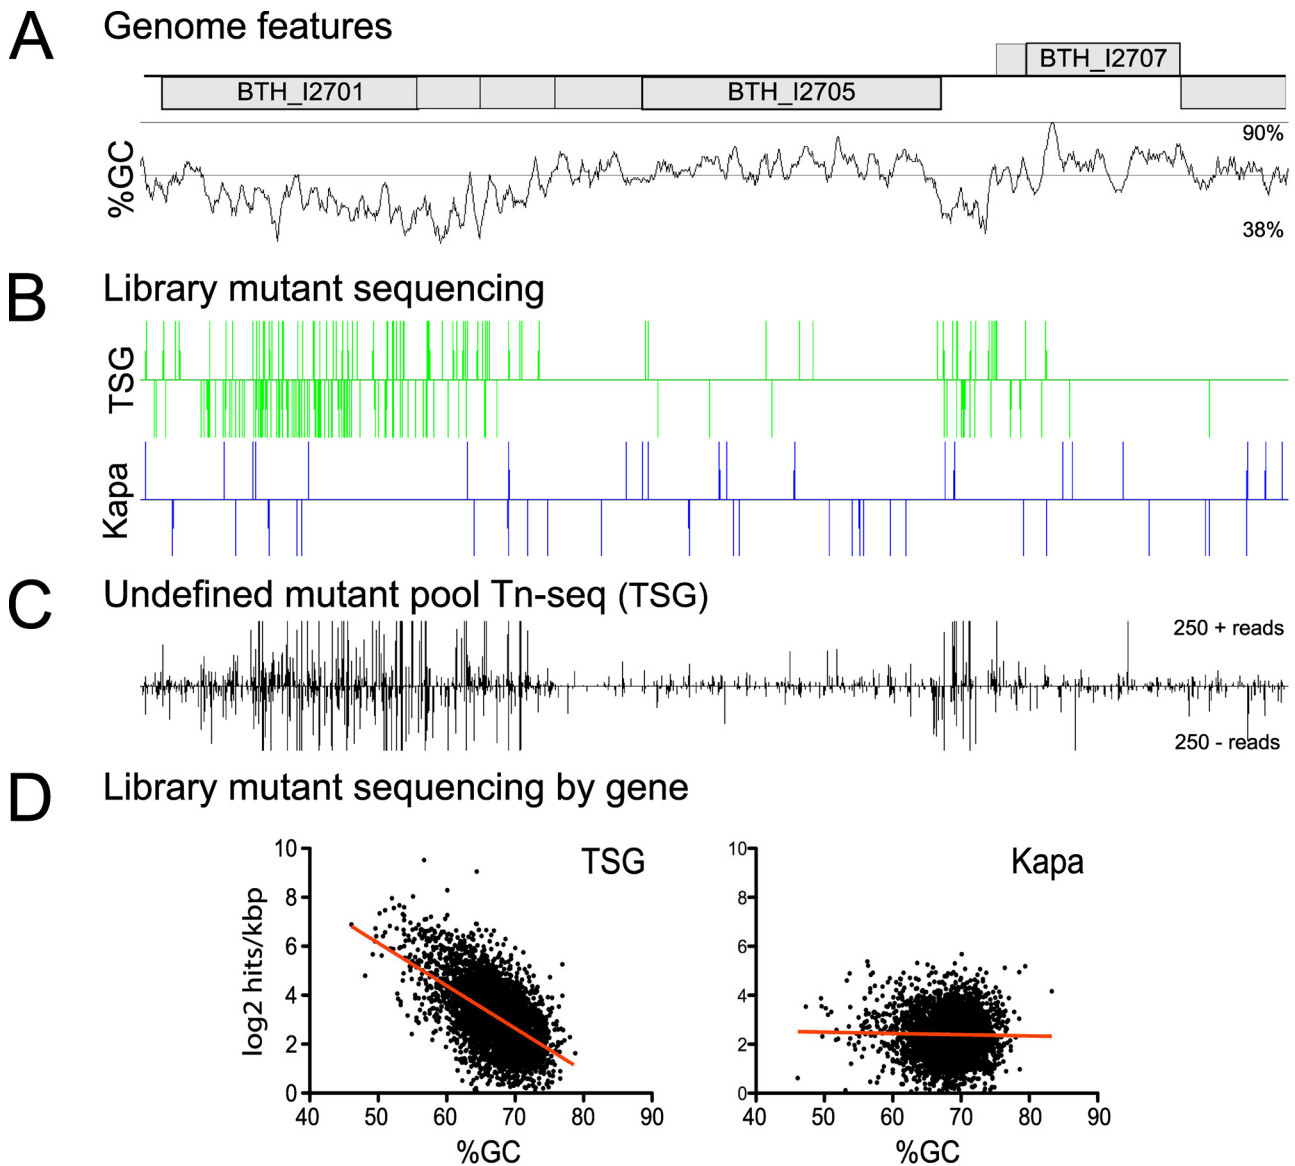 A
Genome features
BTH_I2707
BTH_I2701
BTH_I2705
%GC
90%
38%
B
Library mutant sequencing
TSG
Kapa
C
Undefined mutant pool Tn-seq (TSG)
250 + reads
250 - reads
D
Library mutant sequencing by gene
TSG
Kapa
log2 hits/kbp
10
8
6
4
2
0
40 50 60 70 80 90
%GC
10
8
6
4
2
0
40 50 60 70 80 90
%GC